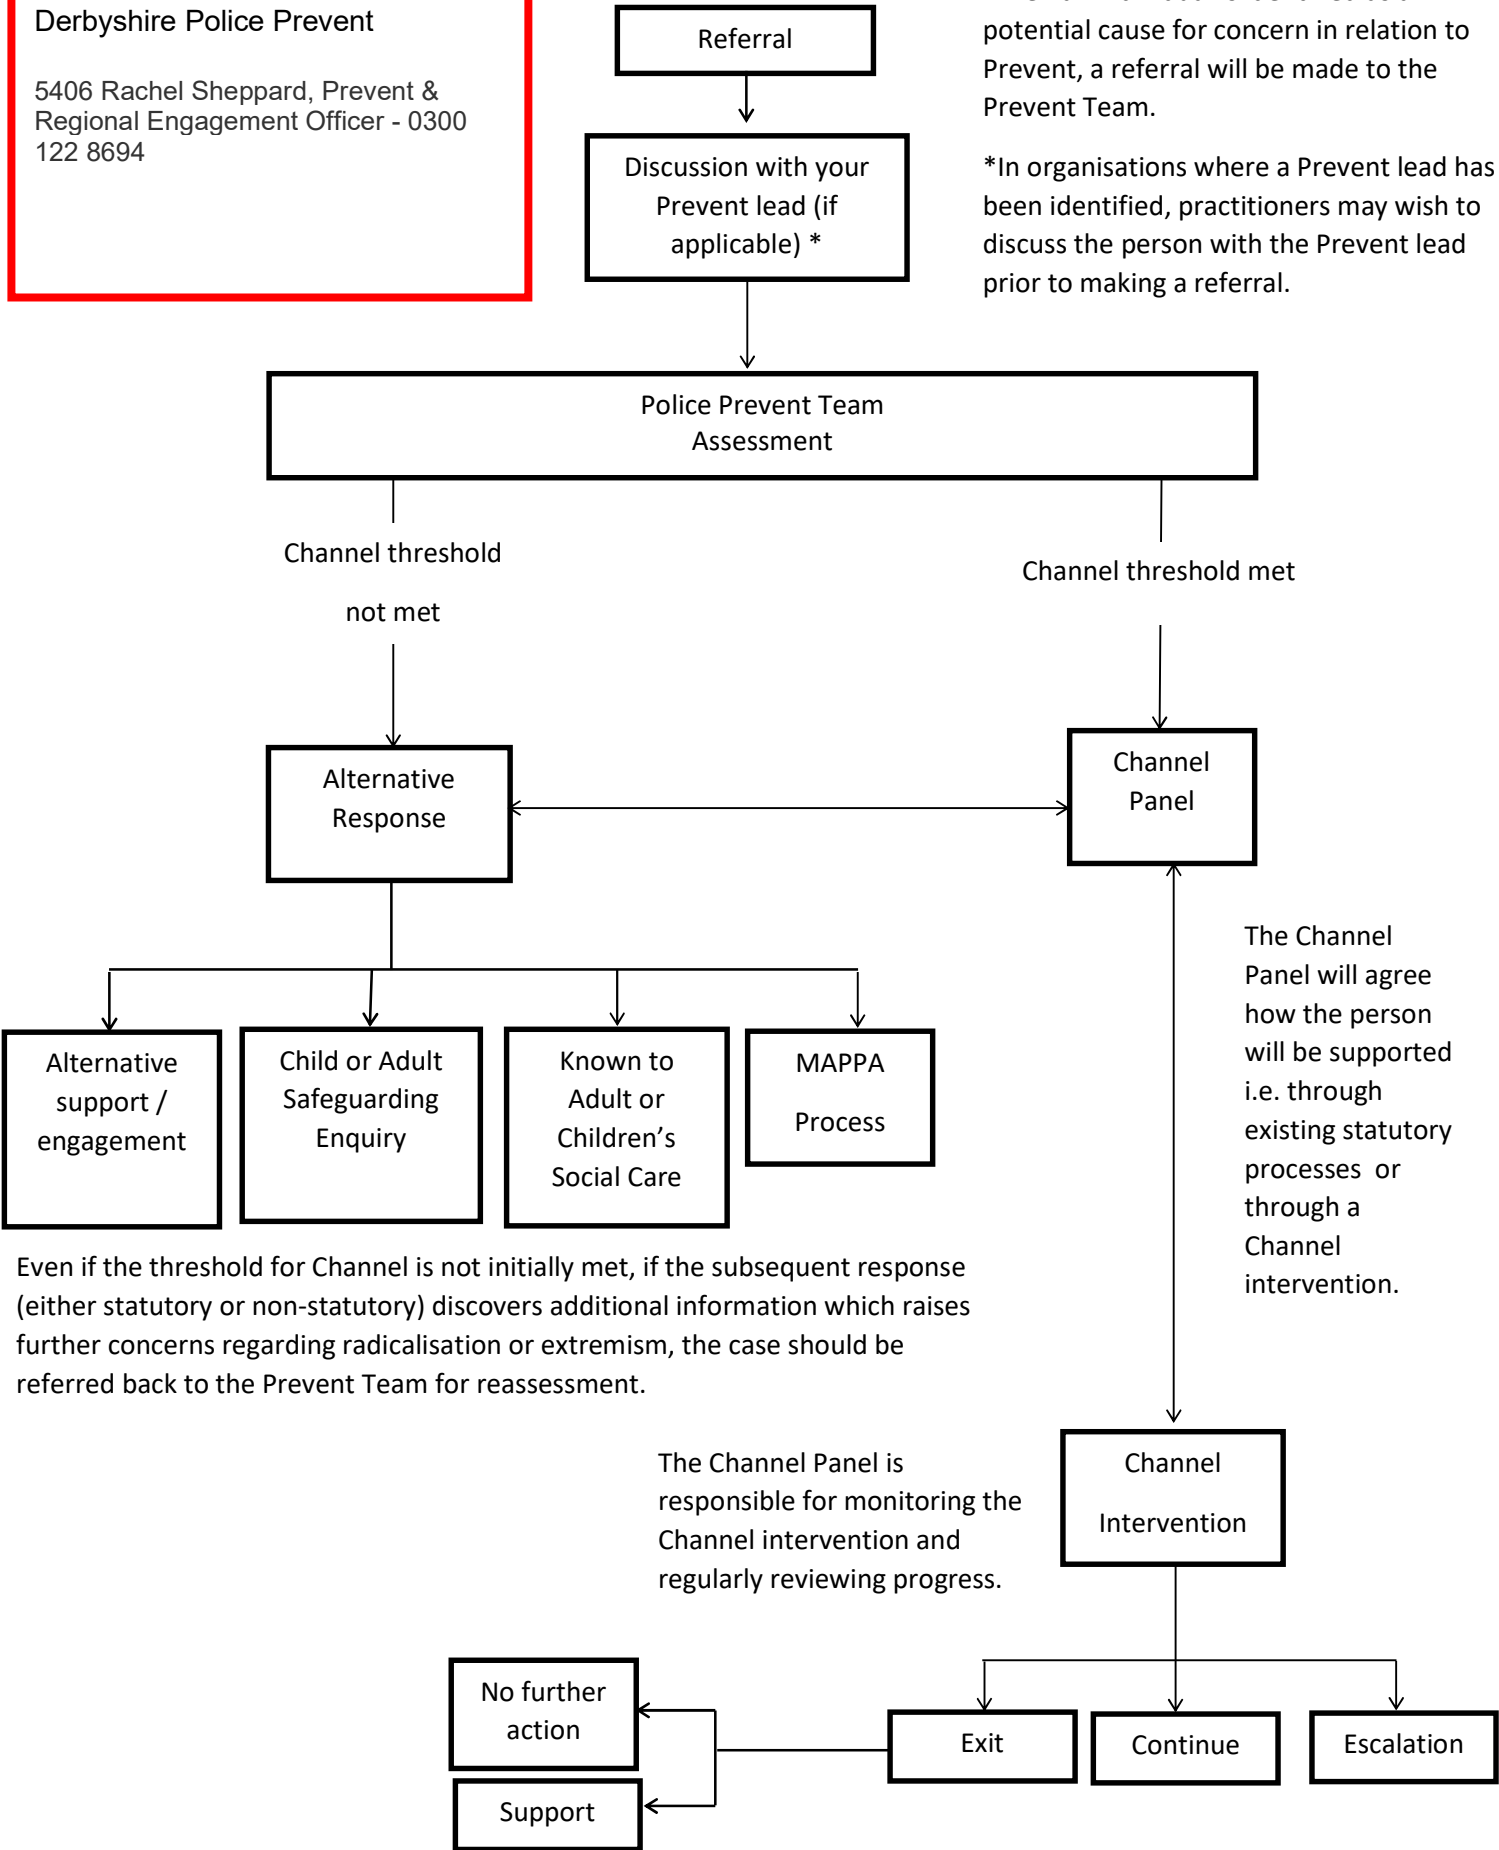 Derbyshire Police Prevent
5406 Rachel Sheppard, Prevent &
Regional Engagement Officer - 0300
122 8694
Referral
potential cause for concern in relation to
Prevent, a referral will be made to the
Prevent Team.
Discussion with your
Prevent lead (if
applicable) *
*In organisations where a Prevent lead has
been identified, practitioners may wish to
discuss the person with the Prevent lead
prior to making a referral.
Police Prevent Team
Assessment
Channel threshold
not met
Channel threshold met
Alternative
Response
Channel
Panel
The Channel
Panel will agree
how the person
will be supported
i.e. through
existing statutory
processes or
through a
Channel
intervention.
Alternative
support /
engagement
Child or Adult
Safeguarding
Enquiry
Known to
Adult or
Children’s
Social Care
MAPPA
Process
Even if the threshold for Channel is not initially met, if the subsequent response
(either statutory or non-statutory) discovers additional information which raises
further concerns regarding radicalisation or extremism, the case should be
referred back to the Prevent Team for reassessment.
The Channel Panel is
responsible for monitoring the
Channel intervention and
regularly reviewing progress.
Channel
Intervention
No further
action
Support
Exit
Continue
Escalation